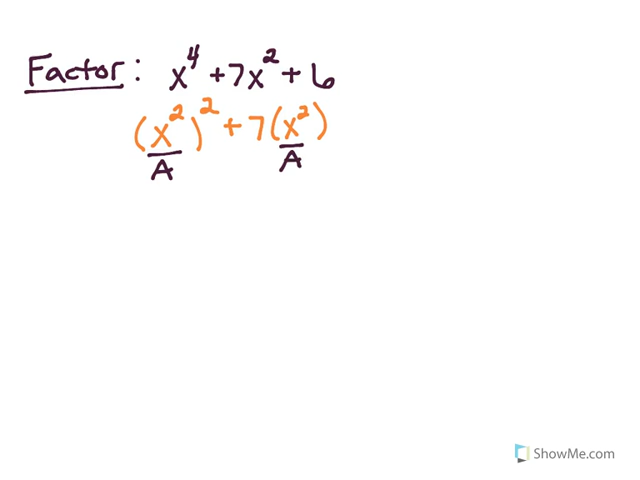 Factor: x⁴ + 7x² + 6
(x²)² + 7(x²)
A A
ShowMe.com